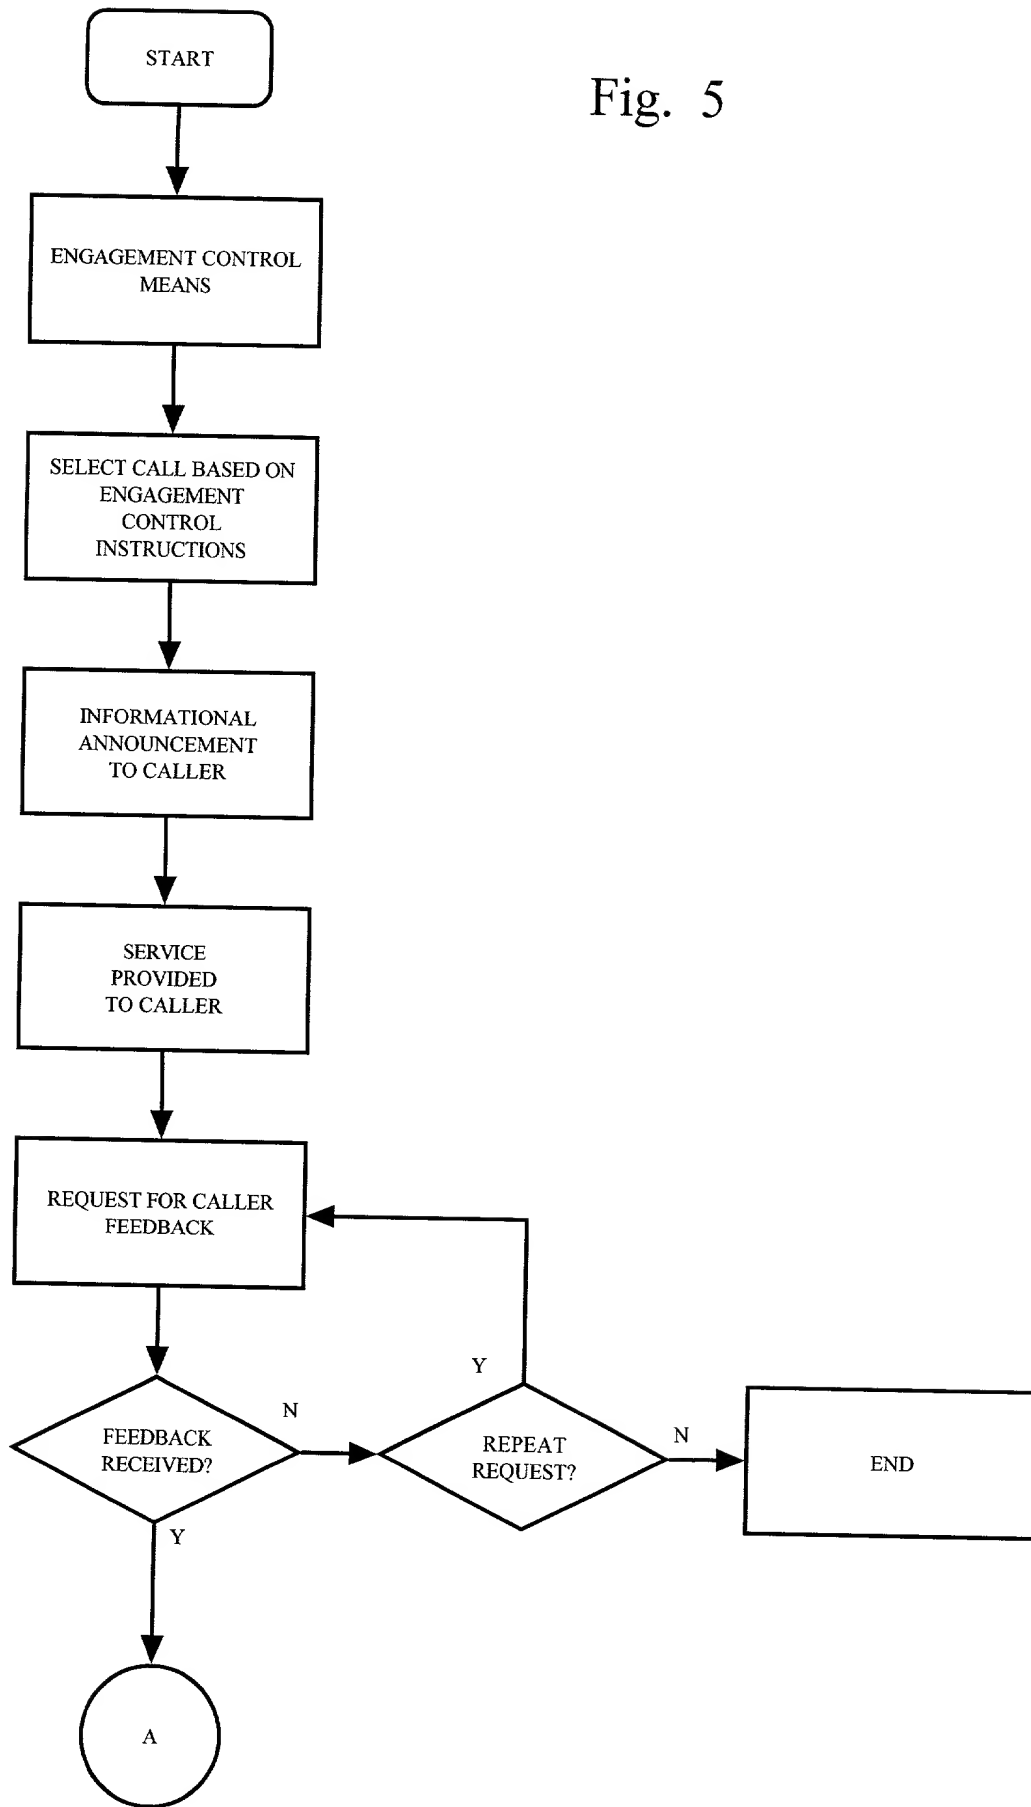 START
Fig. 5
ENGAGEMENT CONTROL
MEANS
SELECT CALL BASED ON
ENGAGEMENT
CONTROL
INSTRUCTIONS
INFORMATIONAL
ANNOUNCEMENT
TO CALLER
SERVICE
PROVIDED
TO CALLER
REQUEST FOR CALLER
FEEDBACK
Y
N
FEEDBACK
RECEIVED?
REPEAT
REQUEST?
N
END
Y
A